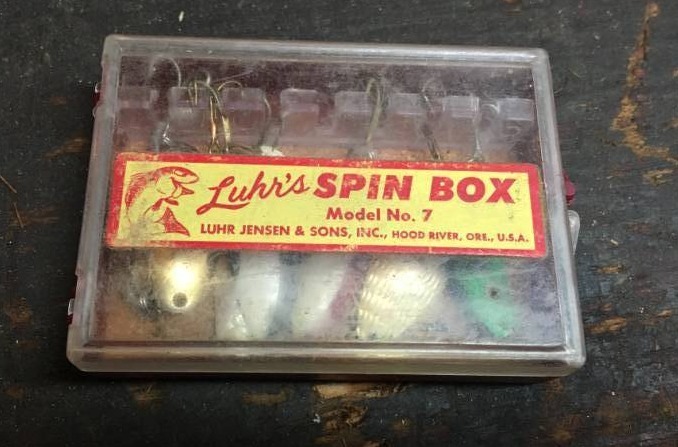 Luhr's SPIN BOX
Model No. 7
LUHR JENSEN & SONS, INC., HOOD RIVER, ORE., U.S.A.